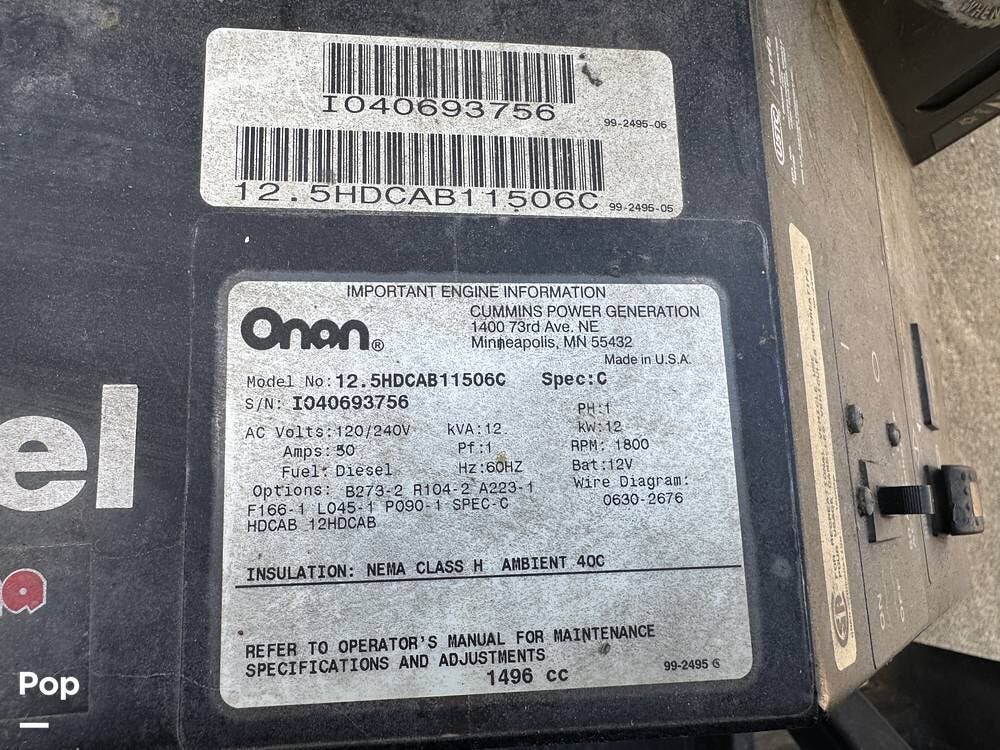 I040693756
99-2495-06
12.5HDCAB11506C
99-2495-05
IMPORTANT ENGINE INFORMATION
Onan®
CUMMINS POWER GENERATION
1400 73rd Ave. NE
Minneapolis, MN 55432
Made in U.S.A.
Model No:12.5HDCAB11506C Spec:C
S/N: I040693756
PH:1
AC Volts:120/240V kVA:12. kW:12
Amps:50 Pf:1 RPM: 1800
Fuel: Diesel Hz:60HZ Bat:12V
Options: B273-2 R104-2 A223-1 Wire Diagram:
F166-1 L045-1 P090-1 SPEC-C 0630-2676
HDCAB 12HDCAB
INSULATION: NEMA CLASS H AMBIENT 40C
REFER TO OPERATOR'S MANUAL FOR MAINTENANCE
SPECIFICATIONS AND ADJUSTMENTS
1496 cc
99-2495 G
el
a
Pop
ON